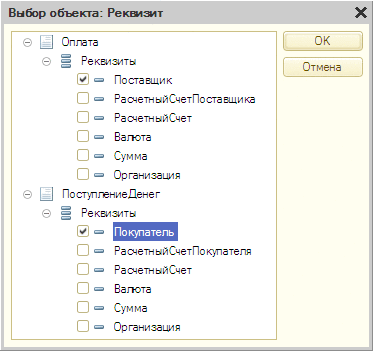 Выбор объекта: Реквизит
Оплата
Реквизиты
Поставщик
РасчетныйСчетПоставщика
РасчетныйСчет
Валюта
Сумма
Организация
ПоступлениеДенег
Реквизиты
Покупатель
РасчетныйСчетПокупателя
РасчетныйСчет
Валюта
Сумма
Организация
OK
Отмена